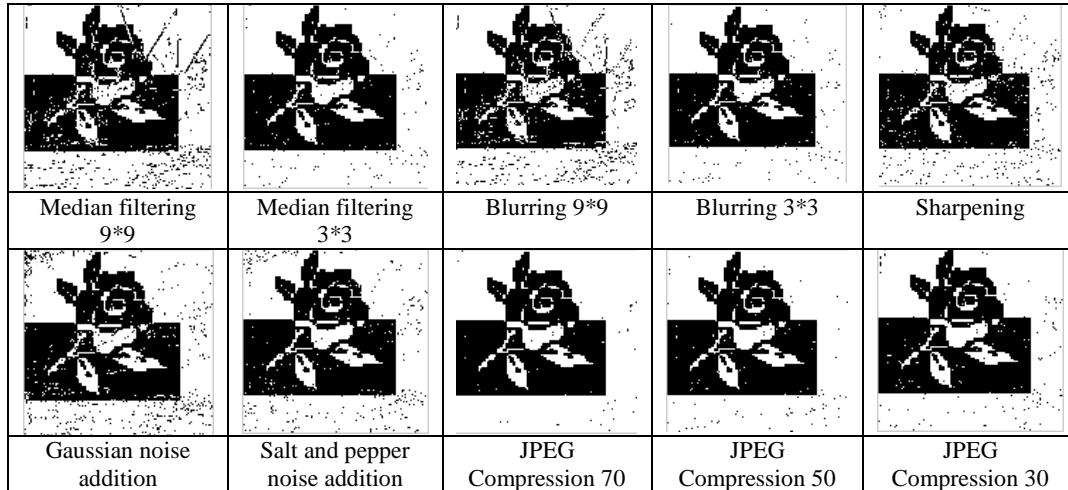 Median filtering
9*9
Median filtering
3*3
Blurring 9*9
Blurring 3*3
Sharpening
Gaussian noise
addition
Salt and pepper
noise addition
JPEG
Compression 70
JPEG
Compression 50
JPEG
Compression 30